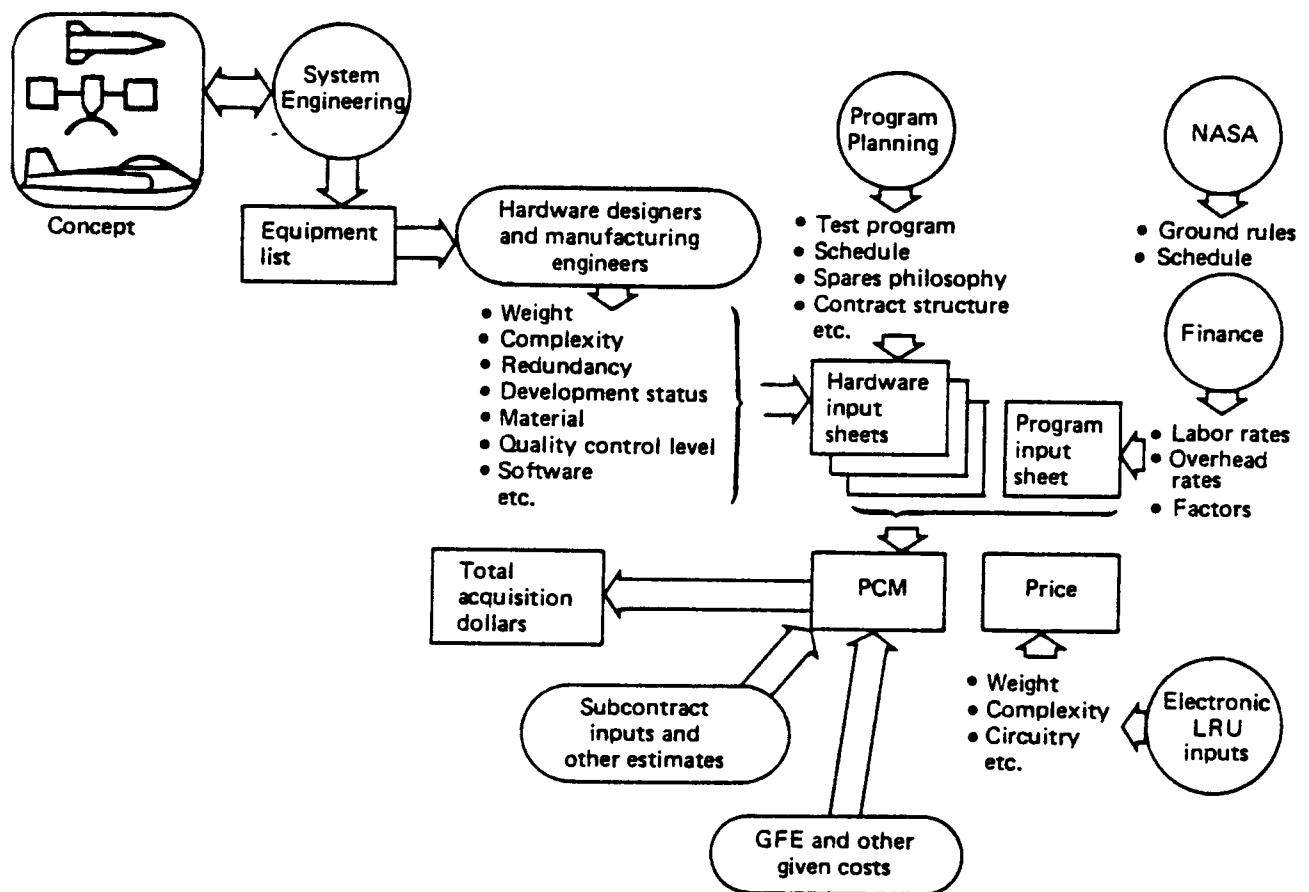 Concept
System
Engineering
Equipment
list
Hardware designers
and manufacturing
engineers
• Weight
• Complexity
• Redundancy
• Development status
• Material
• Quality control level
• Software
etc.
Program
Planning
• Test program
• Schedule
• Spares philosophy
• Contract structure
etc.
NASA
• Ground rules
• Schedule
Finance
• Labor rates
• Overhead
rates
• Factors
Hardware
input
sheets
Program
input
sheet
Total
acquisition
dollars
PCM
Price
Subcontract
inputs and
other estimates
• Weight
• Complexity
• Circuitry
etc.
Electronic
LRU
inputs
GFE and other
given costs